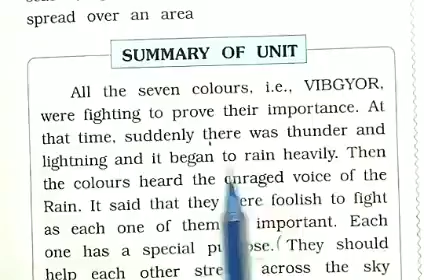 spread over an area
SUMMARY OF UNIT
All the seven colours, i.e., VIBGYOR,
were fighting to prove their importance. At
that time, suddenly there was thunder and
lightning and it began to rain heavily. Then
the colours heard the enraged voice of the
Rain. It said that they foolish to fight
as each one of them important. Each
one has a special They should
help each other across the sky